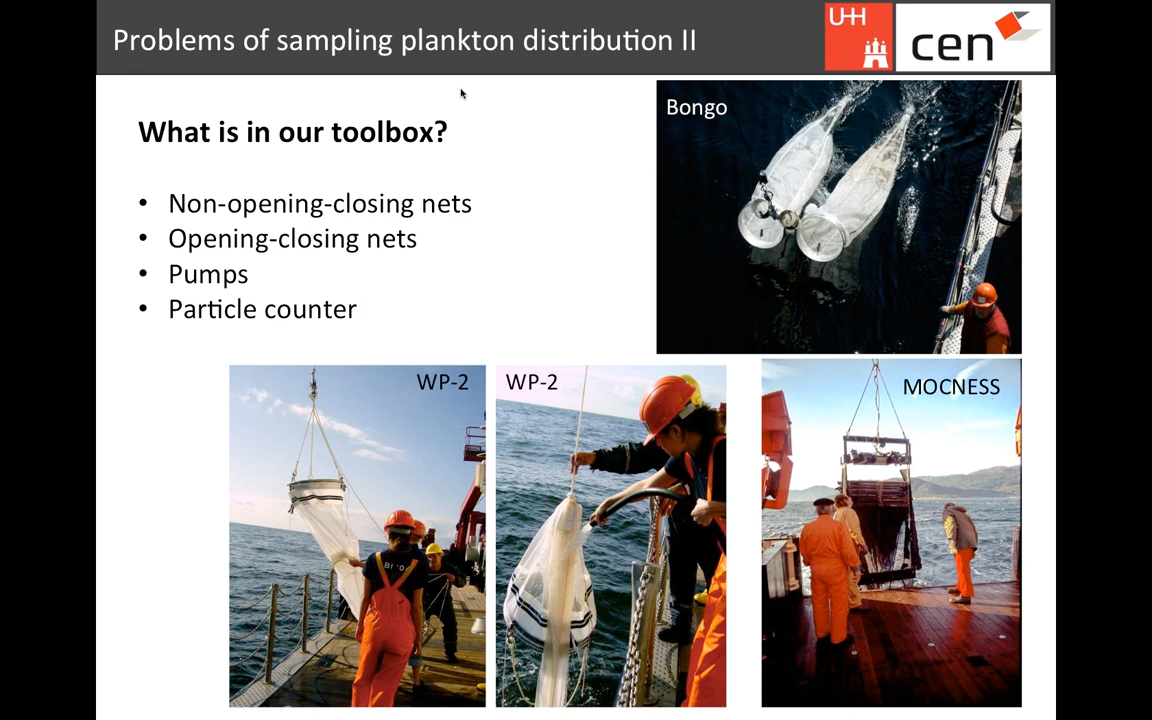 Problems of sampling plankton distribution II
UHH
cen
Bongo
What is in our toolbox?
• Non-opening-closing nets
• Opening-closing nets
• Pumps
• Particle counter
WP-2
WP-2
MOCNESS